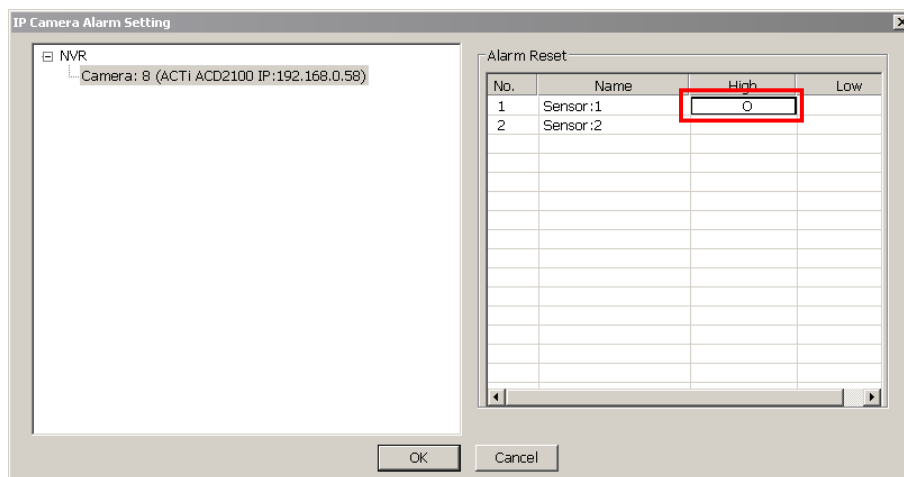 IP Camera Alarm Setting
NVR
Camera: 8 (ACTi ACD2100 IP:192.168.0.58)
Alarm Reset
No. Name High Low
1 Sensor:1 O
2 Sensor:2
OK Cancel